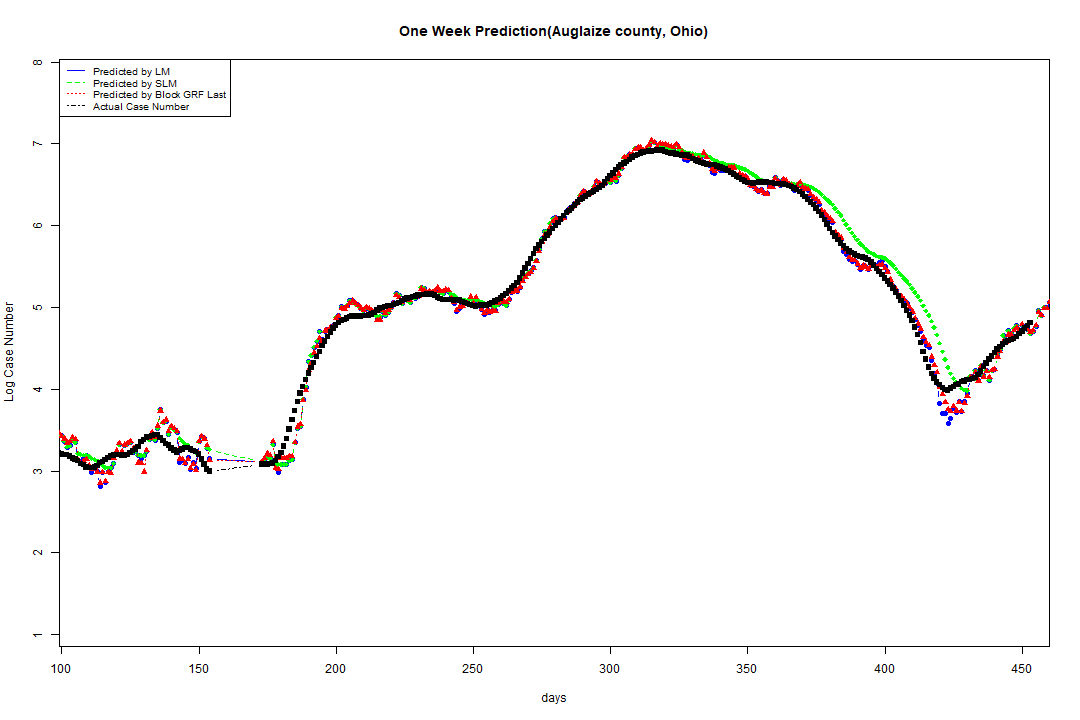 One Week Prediction(Auglaize county, Ohio)
Predicted by LM
Predicted by SLM
Predicted by Block GRF Last
Actual Case Number
8
7
6
5
4
3
2
1
Log Case Number
100 150 200 250 300 350 400 450
days